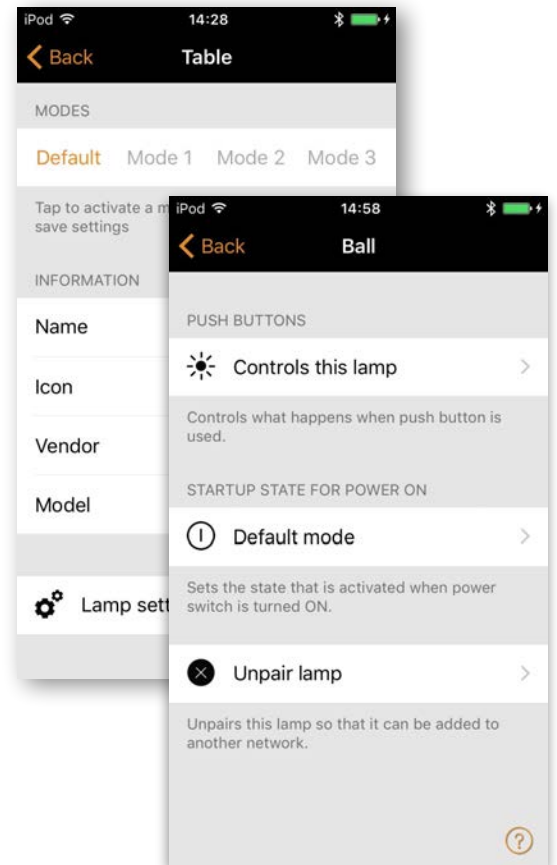 iPod 14:28
Back Table
MODES
Default Mode 1 Mode 2 Mode 3
Tap to activate a
save settings
INFORMATION
Name
Icon
Vendor
Model
Lamp
iPod 14:58
Back Ball
PUSH BUTTONS
Controls this lamp
Controls what happens when push button is
used.
STARTUP STATE FOR POWER ON
Default mode
Sets the state that is activated when power
switch is turned ON.
Unpair lamp
Unpairs this lamp so that it can be added to
another network.
?